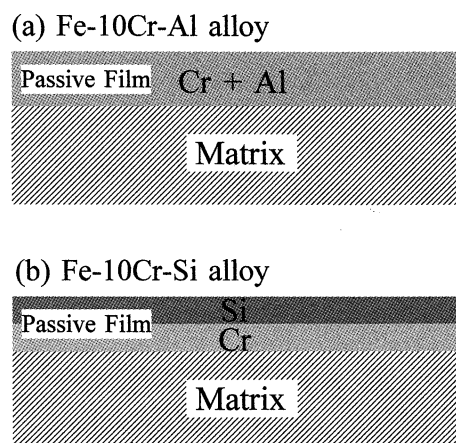 (a) Fe-10Cr-Al alloy
Passive Film Cr + Al
Matrix
(b) Fe-10Cr-Si alloy
Si
Passive Film
Cr
Matrix